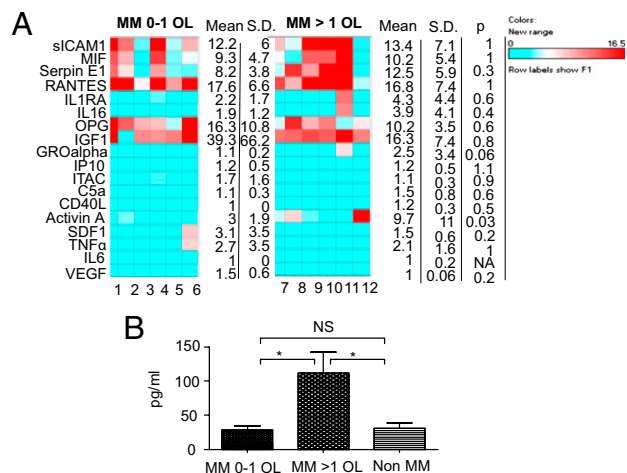 A
MM 0-1 OL Mean S.D. MM > 1 OL Mean S.D. p
Colors:
New range
0 16.5
Row labels show F1
sICAM1 12.2 6 13.4 7.1 1
MIF 9.3 4.7 10.2 5.4 1
Serpin E1 8.2 3.8 12.5 5.9 0.3
RANTES 17.6 6.6 16.8 7.4 1
IL1RA 2.2 1.7 4.3 4.4 0.6
IL16 1.9 1.2 3.9 4.1 0.4
OPG 16.3 10.8 10.2 3.5 0.6
IGF1 39.3 66.2 16.3 7.4 0.8
GROalpha 1.1 0.2 2.5 3.4 0.06
IP10 1.2 0.5 1.2 0.5 1.1
ITAC 1.7 1.6 1.1 0.3 0.9
C5a 1.1 0.3 1.5 0.8 0.6
CD40L 1 0 1.2 0.3 0.5
Activin A 3 1.9 9.7 11 0.03
SDF1 3.1 3.5 1.5 0.6 0.2
TNFα 2.7 3.5 2.1 1.6 1
IL6 1 0 1 0.2 NA
VEGF 1.5 0.6 1 0.06 0.2
1 2 3 4 5 6 7 8 9 10 11 12
B
NS
* *
pg/ml
150
100
50
0
MM 0-1 OL MM >1 OL Non MM